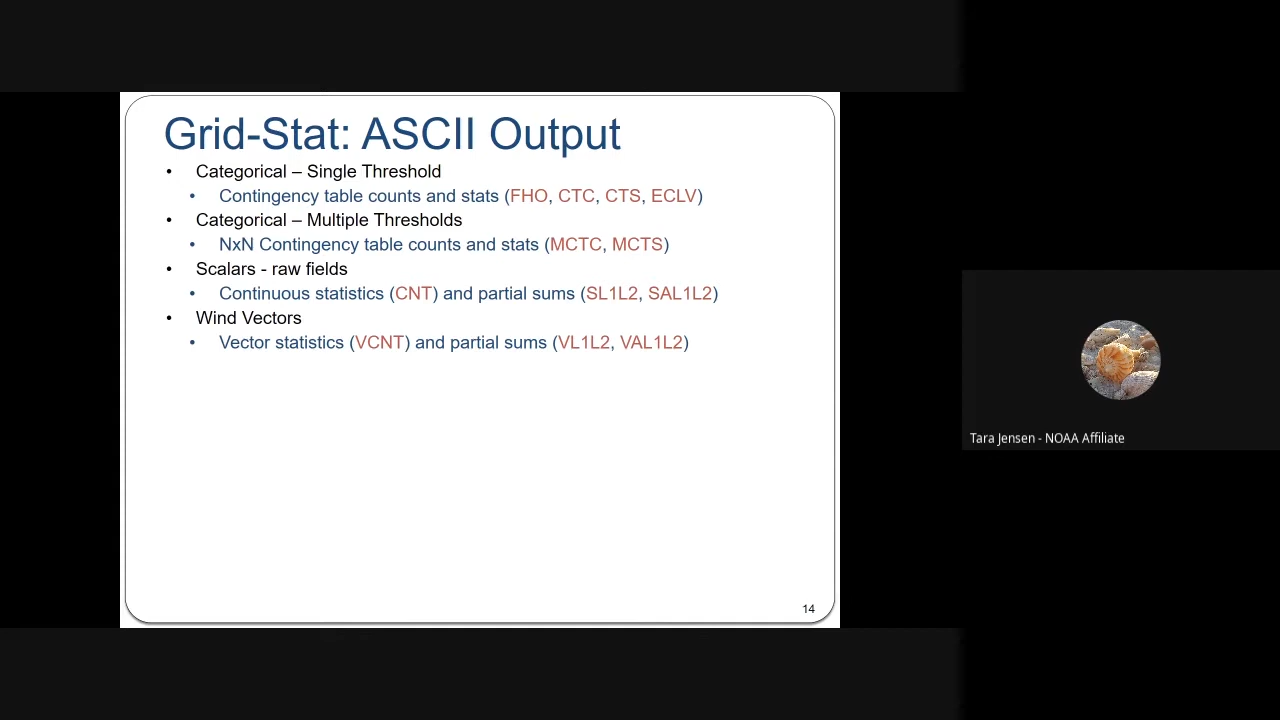 Grid-Stat: ASCII Output
• Categorical – Single Threshold
• Contingency table counts and stats (FHO, CTC, CTS, ECLV)
• Categorical – Multiple Thresholds
• NxN Contingency table counts and stats (MCTC, MCTS)
• Scalars - raw fields
• Continuous statistics (CNT) and partial sums (SL1L2, SAL1L2)
• Wind Vectors
• Vector statistics (VCNT) and partial sums (VL1L2, VAL1L2)
14
Tara Jensen - NOAA Affiliate